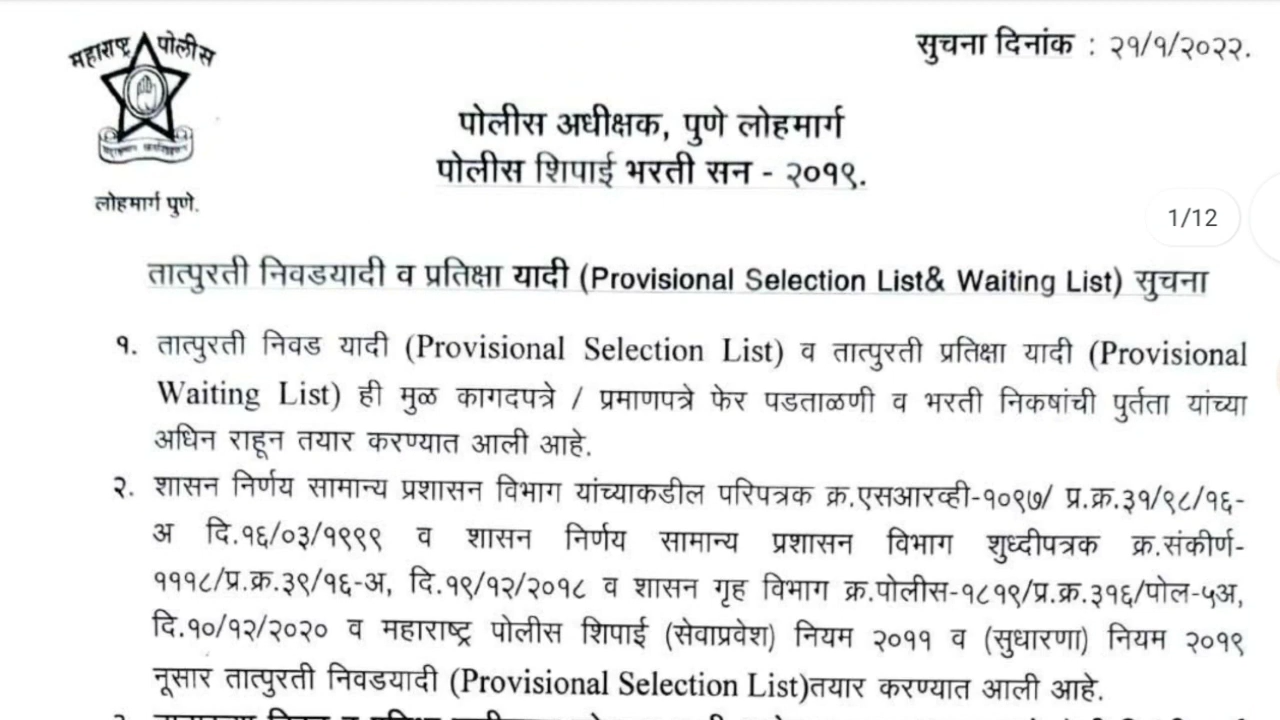 महाराष्ट्र पोलीस
सुचना दिनांक : २१/१/२०२२.
पोलीस अधीक्षक, पुणे लोहमार्ग
पोलीस शिपाई भरती सन - २०१९.
लोहमार्ग पुणे.
1/12
तात्पुरती निवडयादी व प्रतिक्षा यादी (Provisional Selection List& Waiting List) सुचना
१. तात्पुरती निवड यादी (Provisional Selection List) व तात्पुरती प्रतिक्षा यादी (Provisional
Waiting List) ही मुळ कागदपत्रे / प्रमाणपत्रे फेर पडताळणी व भरती निकषांची पुर्तता यांच्या
अधिन राहून तयार करण्यात आली आहे.
२. शासन निर्णय सामान्य प्रशासन विभाग यांच्याकडील परिपत्रक क्र.एसआरव्ही-१०९७/ प्र.क्र.३१/९८/१६-
अ दि.१६/०३/१९९९ व शासन निर्णय सामान्य प्रशासन विभाग शुध्दीपत्रक क्र.संकीर्ण-
१११८/प्र.क्र.३९/१६-अ, दि.१९/१२/२०१८ व शासन गृह विभाग क्र.पोलीस-१८१९/प्र.क्र.३१६/पोल-५अ,
दि.१०/१२/२०२० व महाराष्ट्र पोलीस शिपाई (सेवाप्रवेश) नियम २०११ व (सुधारणा) नियम २०१९
नूसार तात्पुरती निवडयादी (Provisional Selection List)तयार करण्यात आली आहे.